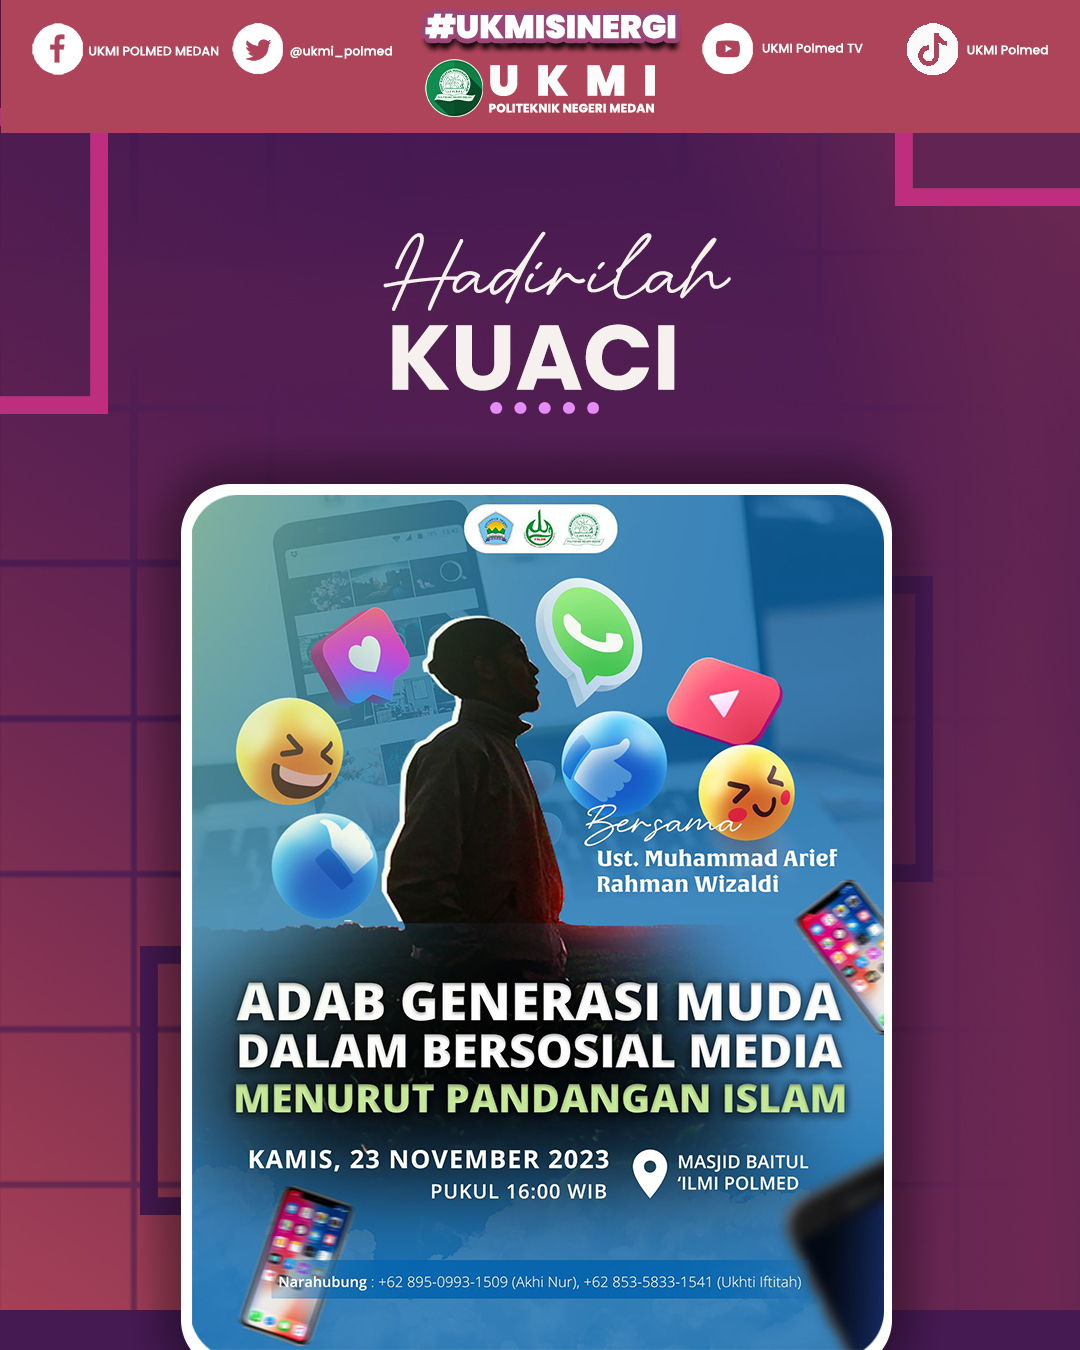 #UKMISINERGI
UKMI POLMED MEDAN
@ukmi_polmed
UKMI
POLITEKNIK NEGERI MEDAN
UKMI Polmed TV
UKMI Polmed
Hadirilah
KUACI
Bersama
Ust. Muhammad Arief
Rahman Wizaldi
ADAB GENERASI MUDA
DALAM BERSOSIAL MEDIA
MENURUT PANDANGAN ISLAM
KAMIS, 23 NOVEMBER 2023
PUKUL 16:00 WIB
MASJID BAITUL
‘ILMI POLMED
Narahubung : +62 895-0993-1509 (Akhi Nur), +62 853-5833-1541 (Ukhti Iftitah)